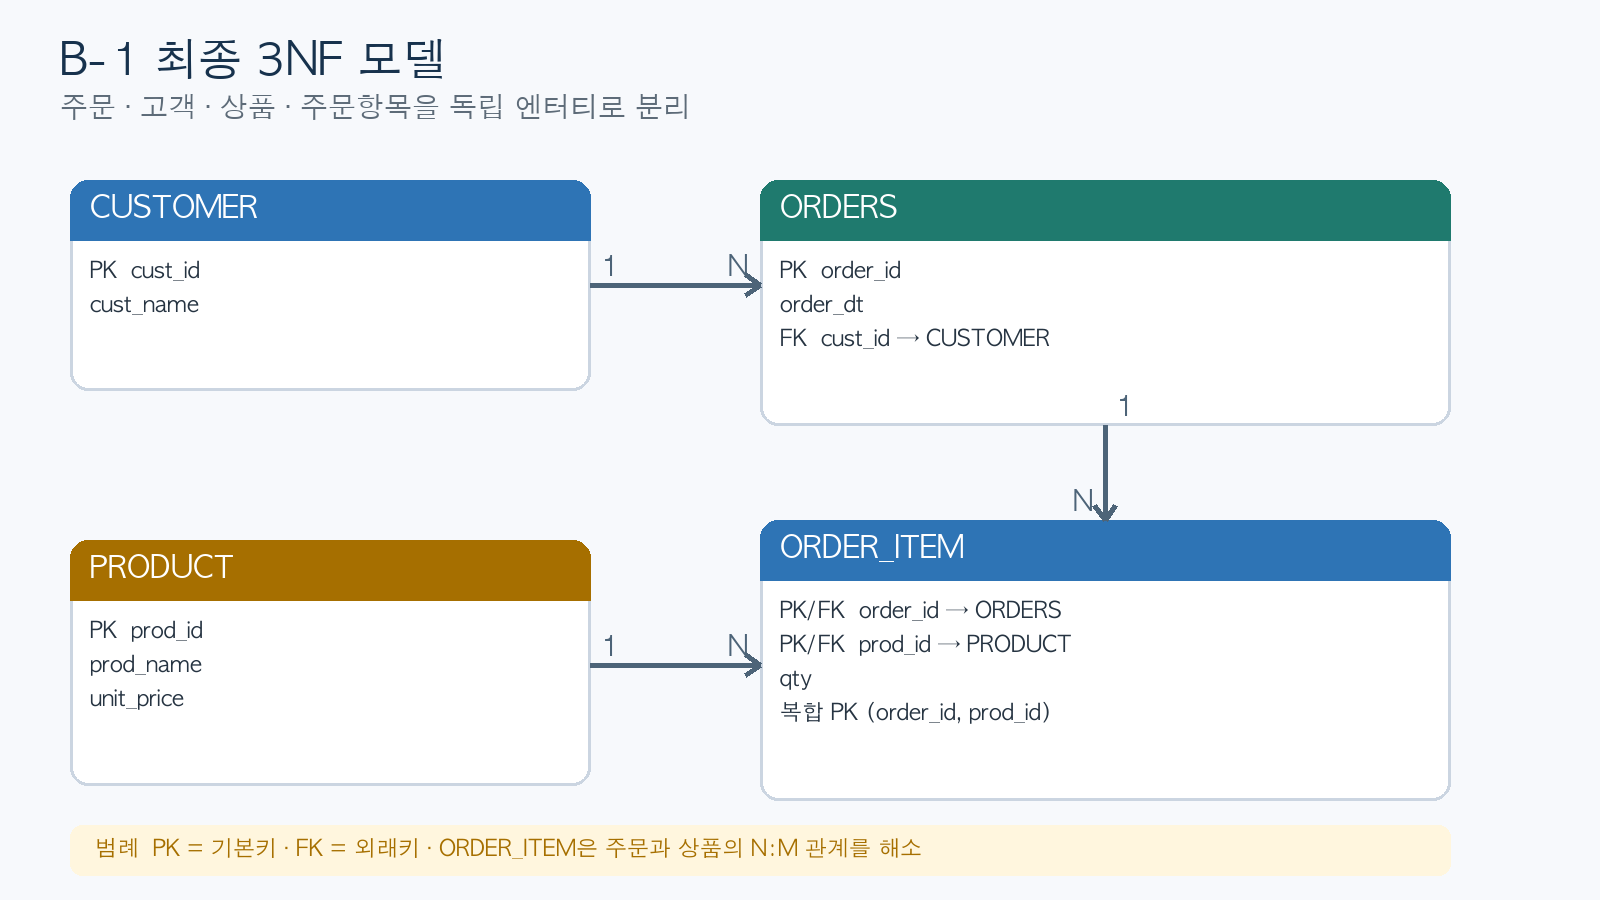 B-1 최종 3NF 모델
주문 · 고객 · 상품 · 주문항목을 독립 엔터티로 분리
CUSTOMER
PK cust_id
cust_name
1
N
ORDERS
PK order_id
order_dt
FK cust_id → CUSTOMER
1
N
PRODUCT
PK prod_id
prod_name
unit_price
1
N
ORDER_ITEM
PK/FK order_id → ORDERS
PK/FK prod_id → PRODUCT
qty
복합 PK (order_id, prod_id)
범례 PK = 기본키 · FK = 외래키 · ORDER_ITEM은 주문과 상품의 N:M 관계를 해소